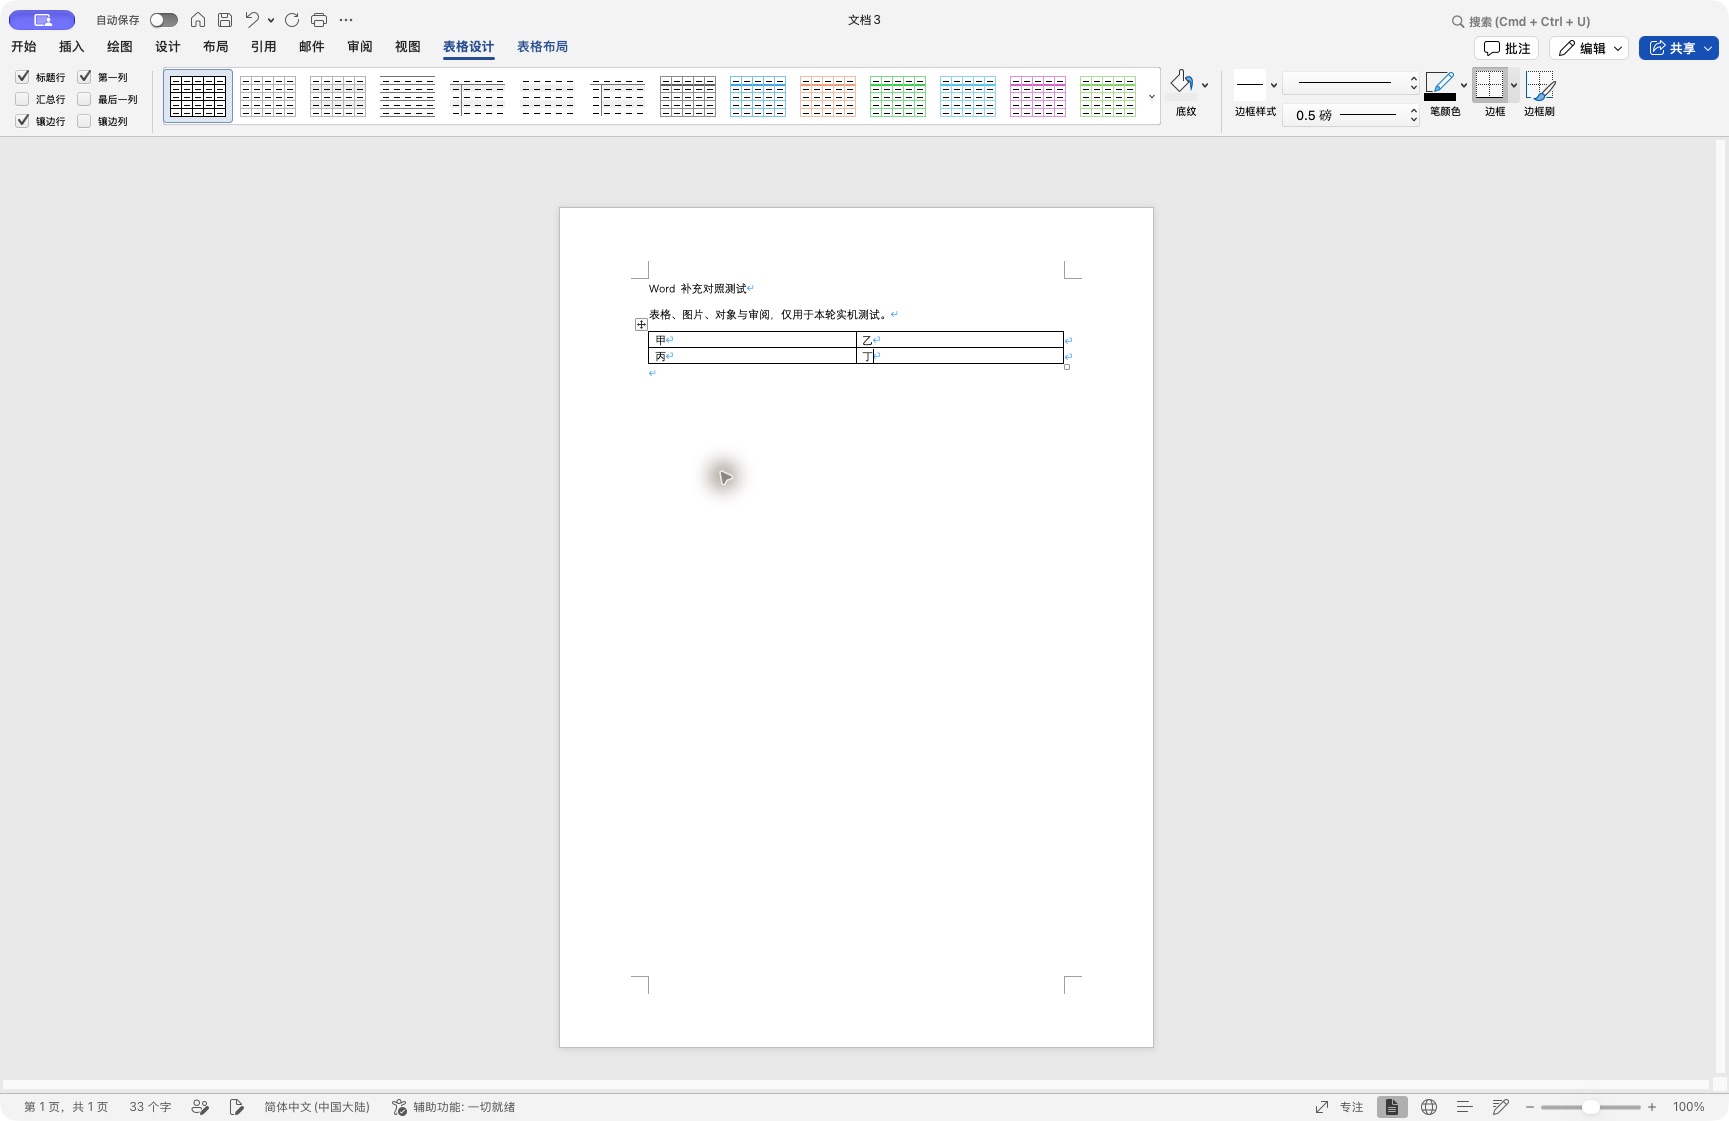 自动保存
文档 3
搜索 (Cmd + Ctrl + U)
开始 插入 绘图 设计 布局 引用 邮件 审阅 视图 表格设计 表格布局
批注 编辑 共享
标题行 第一列
汇总行 最后一列
镶边行 镶边列
底纹
边框样式
0.5 磅
笔颜色
边框
边框刷
Word 补充对照测试
表格、图片、对象与审阅，仅用于本轮实机测试。
甲 乙
丙 丁
第 1 页，共 1 页 33 个字 简体中文 (中国大陆) 辅助功能: 一切就绪 专注 100%